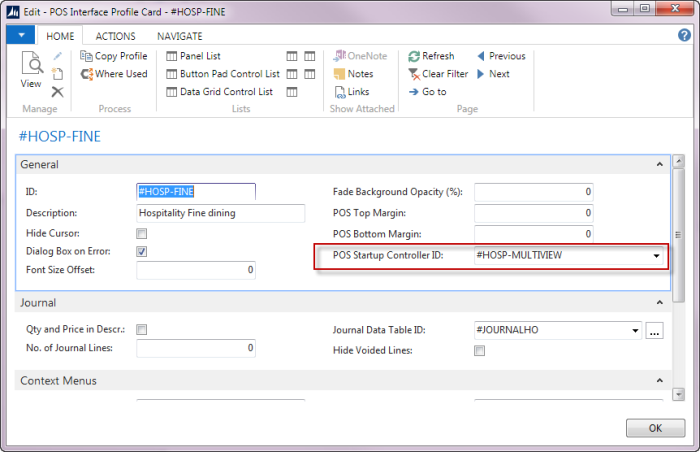 Edit - POS Interface Profile Card - #HOSP-FINE
HOME ACTIONS NAVIGATE
View
Manage
Copy Profile
Where Used
Process
Panel List
Button Pad Control List
Data Grid Control List
Lists
OneNote
Notes
Links
Show Attached
Refresh
Clear Filter
Go to
Previous
Next
Page
#HOSP-FINE
General
ID: #HOSP-FINE
Description: Hospitality Fine dining
Hide Cursor:
Dialog Box on Error:
Font Size Offset: 0
Fade Background Opacity (%): 0
POS Top Margin: 0
POS Bottom Margin: 0
POS Startup Controller ID: #HOSP-MULTIVIEW
Journal
Qty and Price in Descr.:
No. of Journal Lines: 0
Journal Data Table ID: #JOURNALHO ...
Hide Voided Lines:
Context Menus
OK